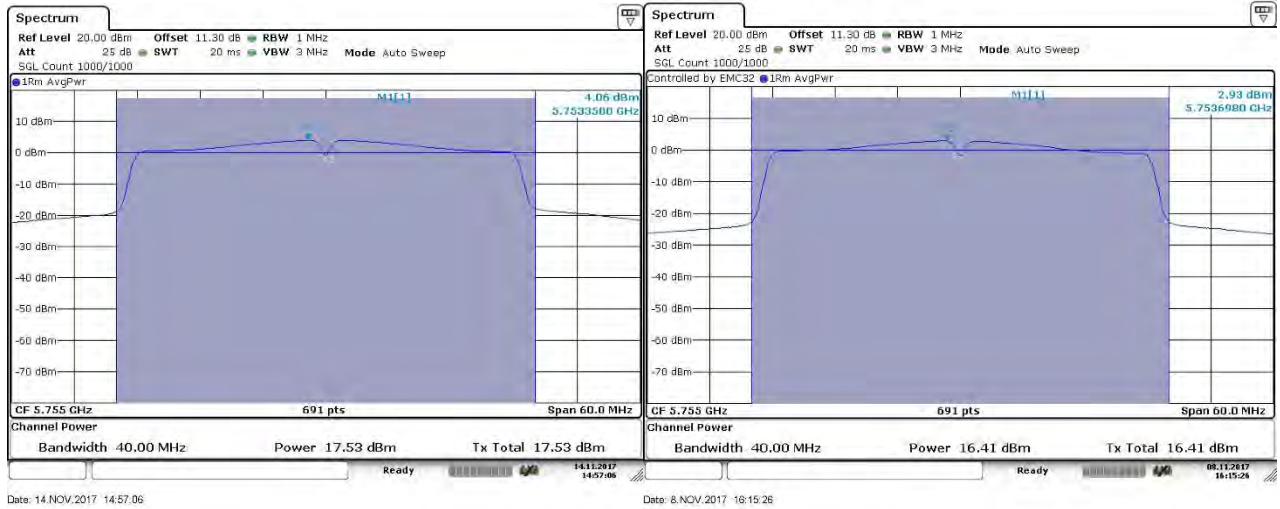 Spectrum
Ref Level 20.00 dBm Offset 11.30 dB RBW 1 MHz
Att 25 dB SWT 20 ms VBW 3 MHz Mode Auto Sweep
SGL Count 1000/1000
1Rm AvgPwr
M1[1] 4.06 dBm
5.7533500 GHz
10 dBm
0 dBm
-10 dBm
-20 dBm
-30 dBm
-40 dBm
-50 dBm
-60 dBm
-70 dBm
CF 5.755 GHz 691 pts Span 60.0 MHz
Channel Power
Bandwidth 40.00 MHz Power 17.53 dBm Tx Total 17.53 dBm
Ready 14.11.2017
14:57:06
Date: 14.NOV.2017 14:57:06
Spectrum
Ref Level 20.00 dBm Offset 11.30 dB RBW 1 MHz
Att 25 dB SWT 20 ms VBW 3 MHz Mode Auto Sweep
SGL Count 1000/1000
Controlled by EMC32 1Rm AvgPwr
M1[1] 2.93 dBm
5.7536980 GHz
10 dBm
0 dBm
-10 dBm
-20 dBm
-30 dBm
-40 dBm
-50 dBm
-60 dBm
-70 dBm
CF 5.755 GHz 691 pts Span 60.0 MHz
Channel Power
Bandwidth 40.00 MHz Power 16.41 dBm Tx Total 16.41 dBm
Ready 08.11.2017
16:15:26
Date: 8.NOV.2017 16:15:26